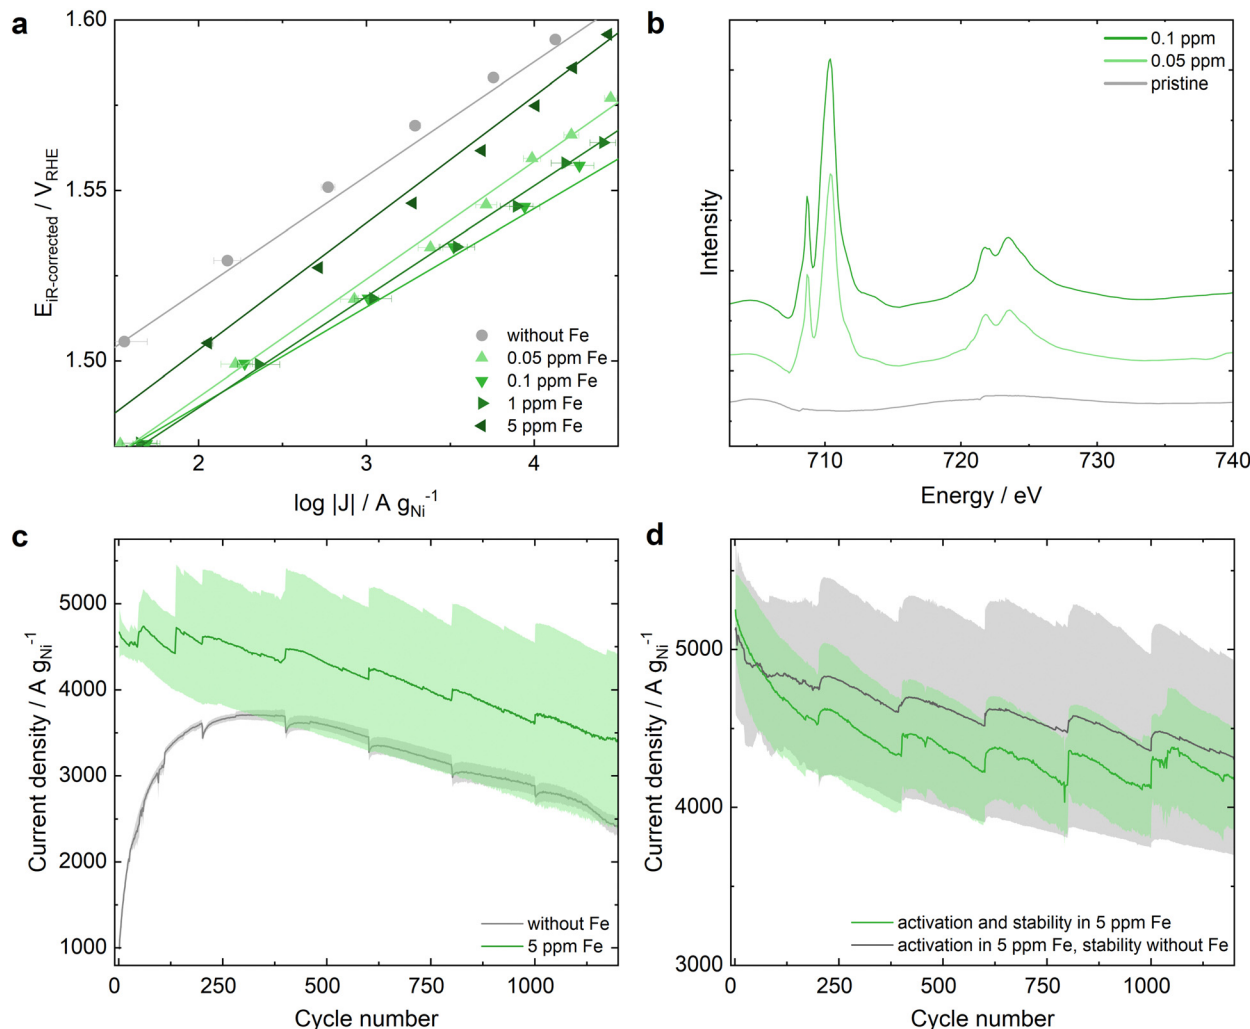 a
1.60
1.55
1.50
E_iR-corrected / V_RHE
without Fe
0.05 ppm Fe
0.1 ppm Fe
1 ppm Fe
5 ppm Fe
2 3 4
log |J| / A g_Ni^-1
b
0.1 ppm
0.05 ppm
pristine
Intensity
710 720 730 740
Energy / eV
c
5000
4000
3000
2000
1000
Current density / A g_Ni^-1
without Fe
5 ppm Fe
0 250 500 750 1000
Cycle number
d
5000
4000
3000
Current density / A g_Ni^-1
activation and stability in 5 ppm Fe
activation in 5 ppm Fe, stability without Fe
0 250 500 750 1000
Cycle number